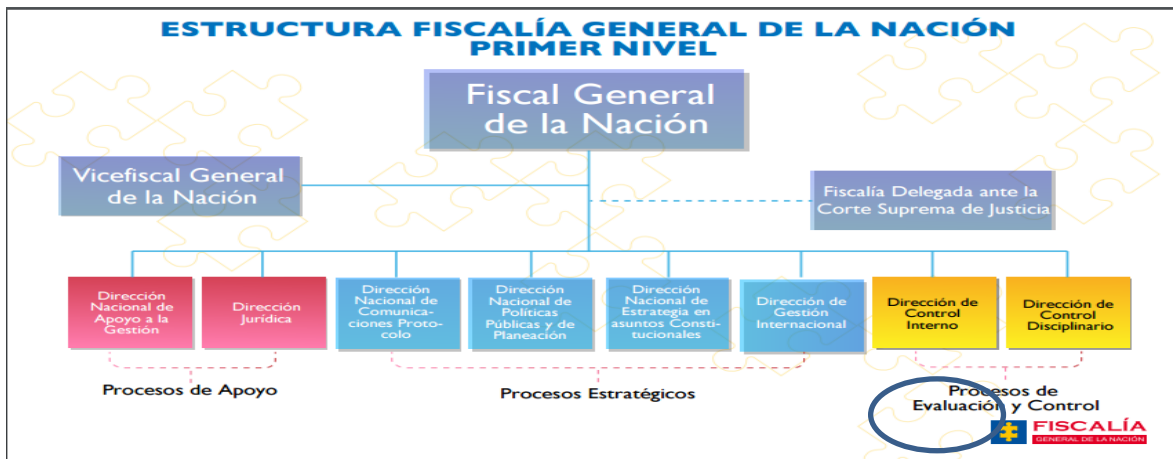 ESTRUCTURA FISCALÍA GENERAL DE LA NACIÓN
PRIMER NIVEL
Fiscal General
de la Nación
Vicefiscal General
de la Nación
Fiscalía Delegada ante la
Corte Suprema de Justicia
Dirección
Nacional de
Apoyo a la
Gestión
Dirección
Jurídica
Dirección
Nacional de
Comunica-
ciones Proto-
colo
Dirección
Nacional de
Políticas
Públicas y de
Planeación
Dirección
Nacional de
Estrategia en
asuntos Consti-
tucionales
Dirección de
Gestión
Internacional
Dirección de
Control
Interno
Dirección de
Control
Disciplinario
Procesos de Apoyo
Procesos Estratégicos
Procesos de
Evaluación y Control
FISCALÍA
GENERAL DE LA NACIÓN